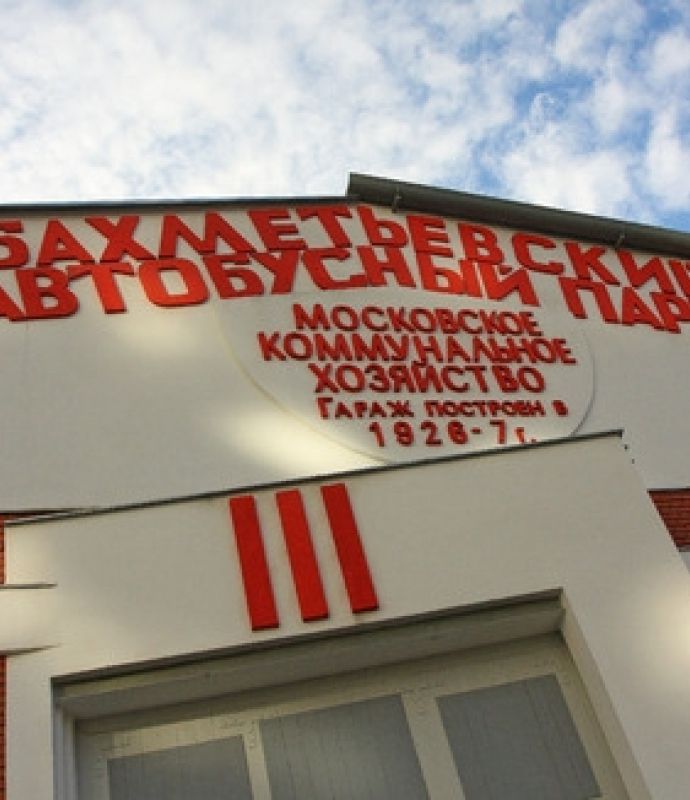 БАХМЕТЬЕВСКИЙ
АВТОБУСНЫЙ ПАРК
МОСКОВСКОЕ
КОММУНАЛЬНОЕ
ХОЗЯЙСТВО
ГАРАЖ ПОСТРОЕН В
1926-7 г.
III